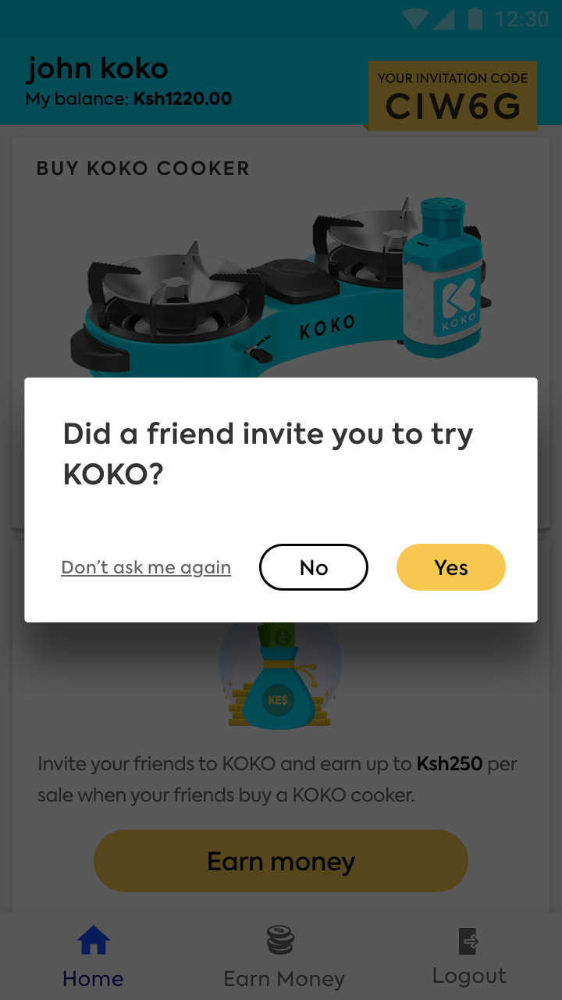 12:30
john koko
My balance: Ksh1220.00
YOUR INVITATION CODE
CIW6G
BUY KOKO COOKER
KOKO
KOKO
Did a friend invite you to try
KOKO?
Don't ask me again
No
Yes
KE$
Invite your friends to KOKO and earn up to Ksh250 per
sale when your friends buy a KOKO cooker.
Earn money
Home
Earn Money
Logout